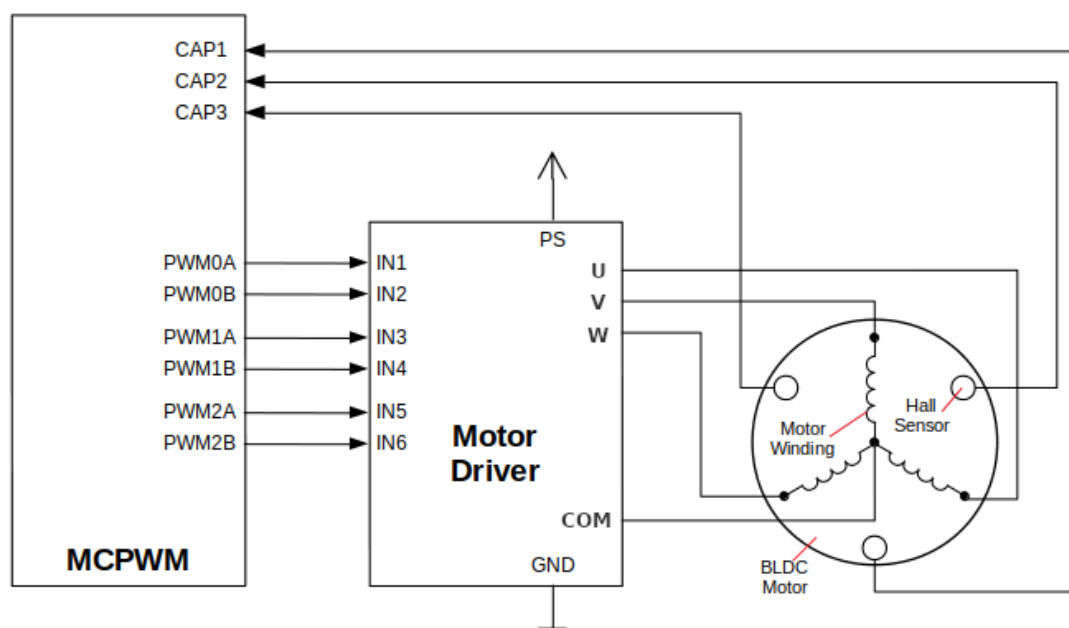 CAP1
CAP2
CAP3
PS
PWM0A
IN1
U
PWM0B
IN2
V
PWM1A
IN3
W
PWM1B
IN4
PWM2A
IN5
PWM2B
IN6
Motor
Driver
Hall
Sensor
Motor
Winding
COM
GND
MCPWM
BLDC
Motor